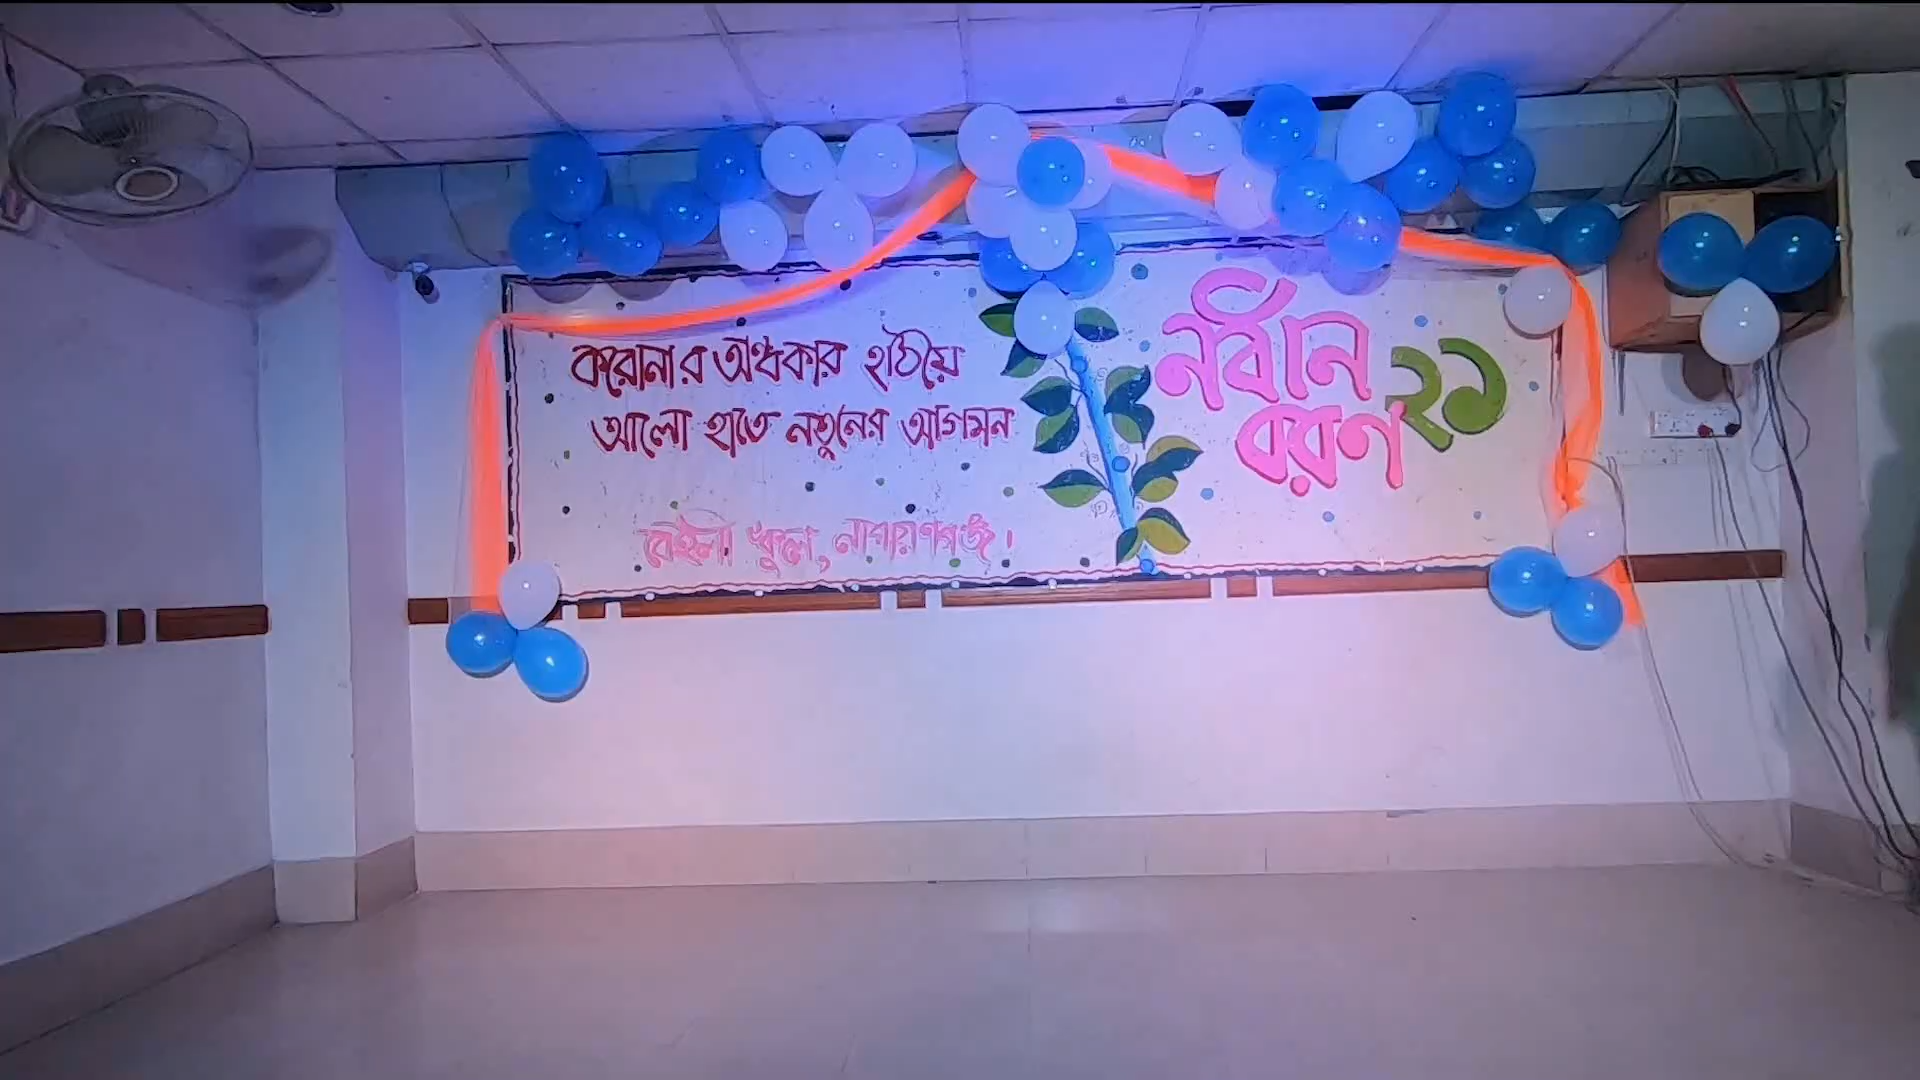 করোনার অন্ধকার হটিয়ে
আলো হাতে নতুনের আগমন
বেইলী স্কুল, নারায়ণগঞ্জ।
নবীন
বরণ
২১